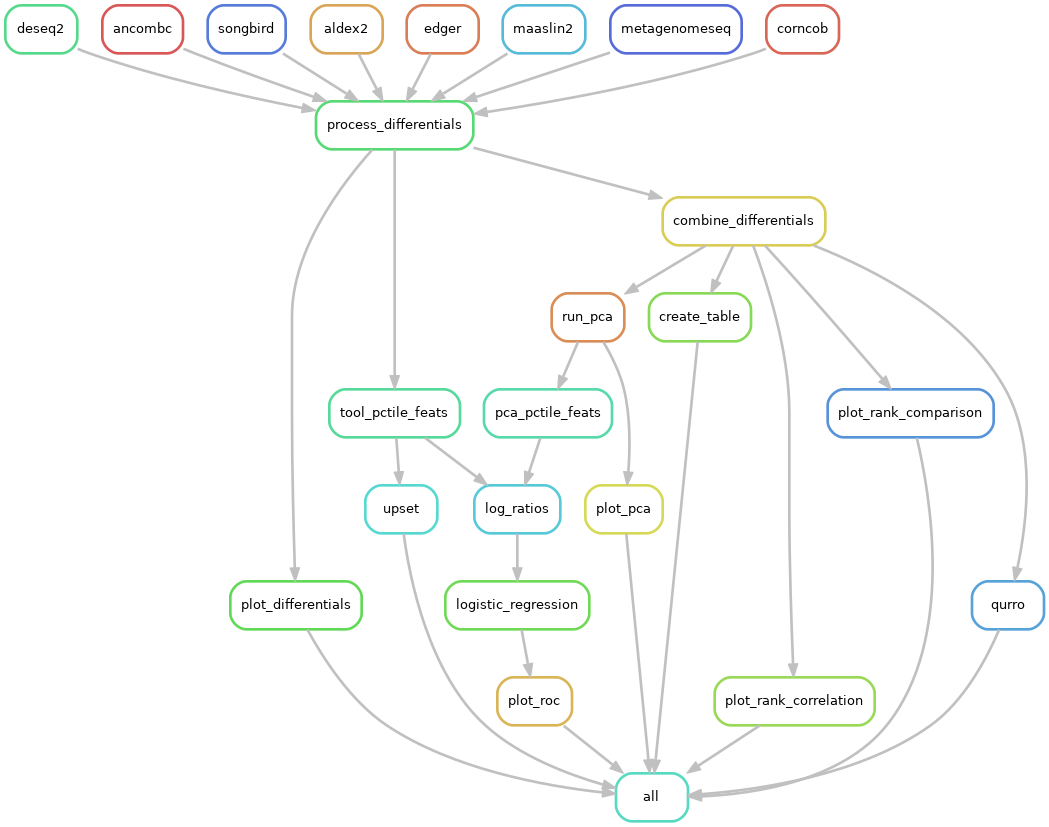 deseq2
ancombc
songbird
aldex2
edger
maaslin2
metagenomeseq
corncob
process_differentials
combine_differentials
run_pca
create_table
tool_pctile_feats
pca_pctile_feats
plot_rank_comparison
upset
log_ratios
plot_pca
plot_differentials
logistic_regression
qurro
plot_roc
plot_rank_correlation
all